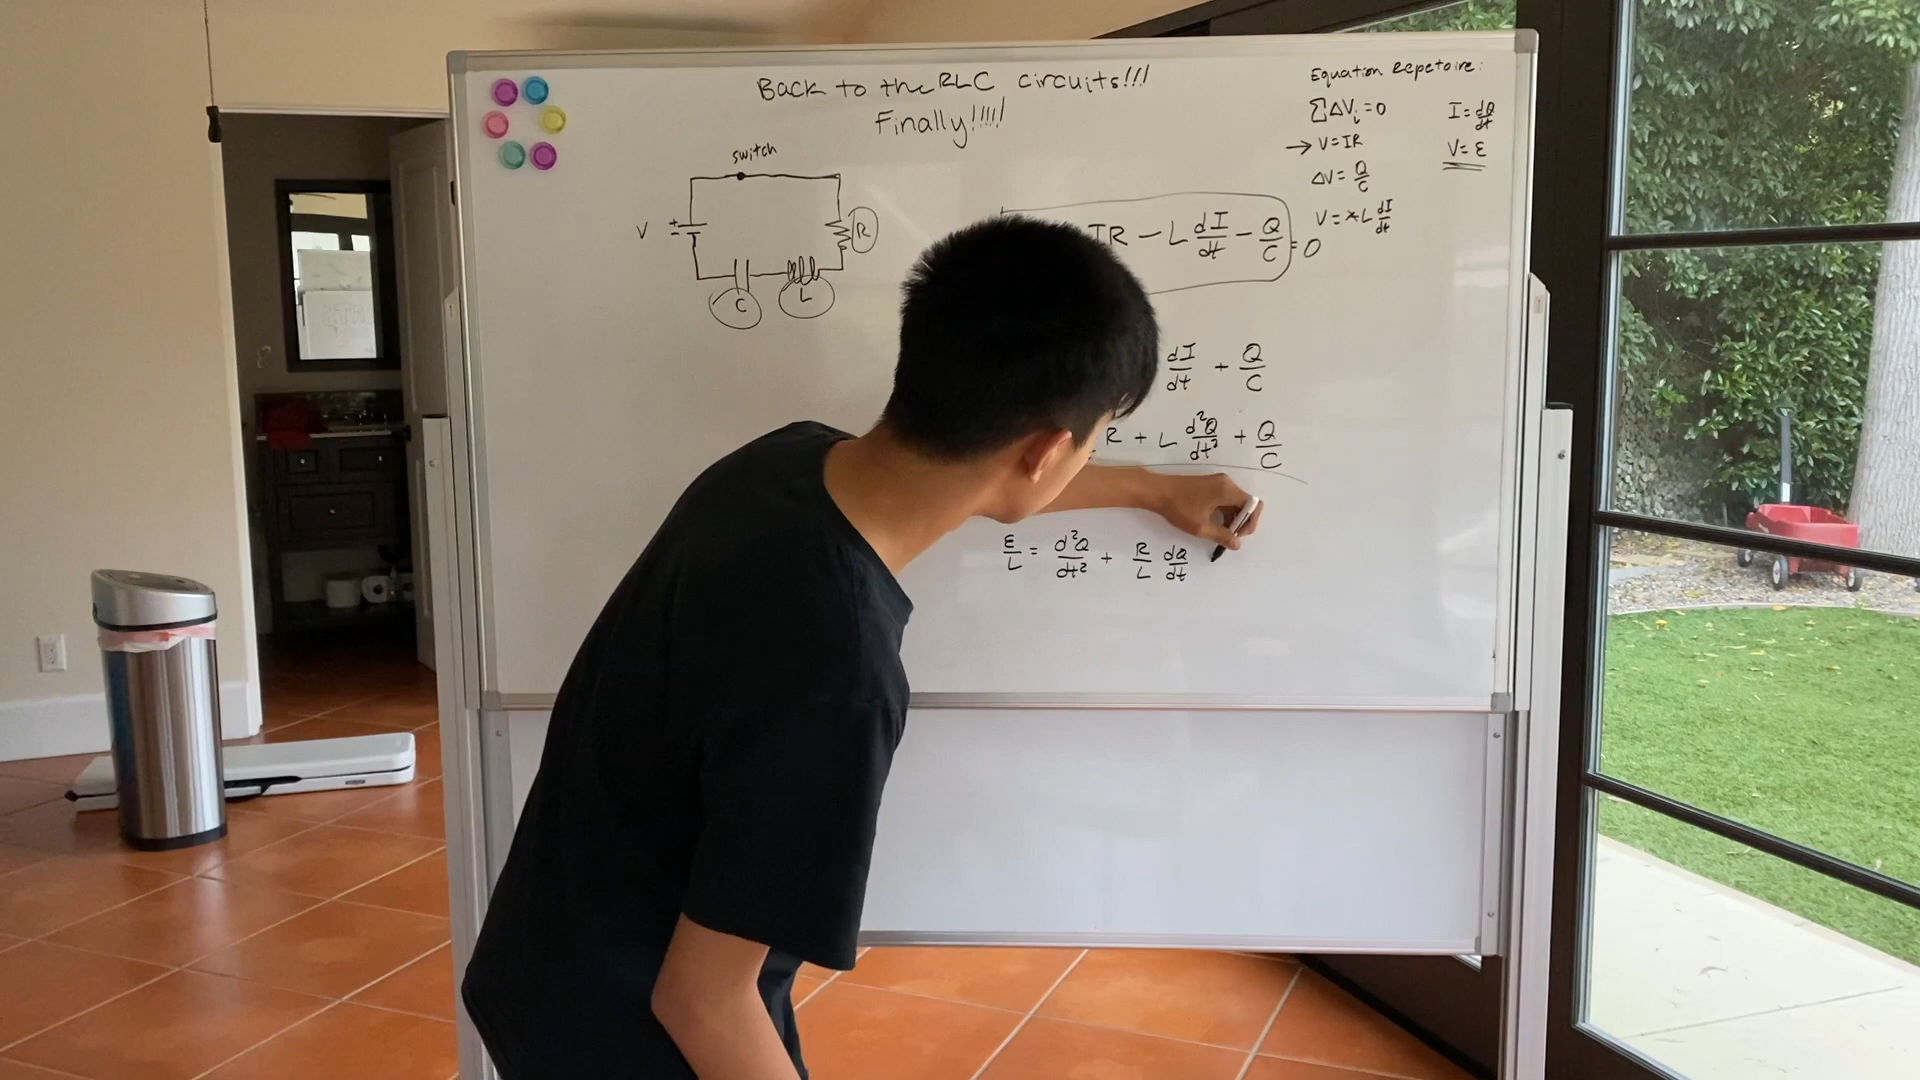 Back to the RLC circuits!!!
Finally!!!!!
switch
V
+
-
R
C
L
Equation Repetoire:
∑ΔVᵢ = 0
I = dQ/dt
→ V = IR
V = ε
ΔV = Q/C
V = *L dI/dt
IR - L dI/dt - Q/C = 0
dI/dt + Q/C
R + L d²Q/dt² + Q/C
ε/L = d²Q/dt² + R/L dQ/dt